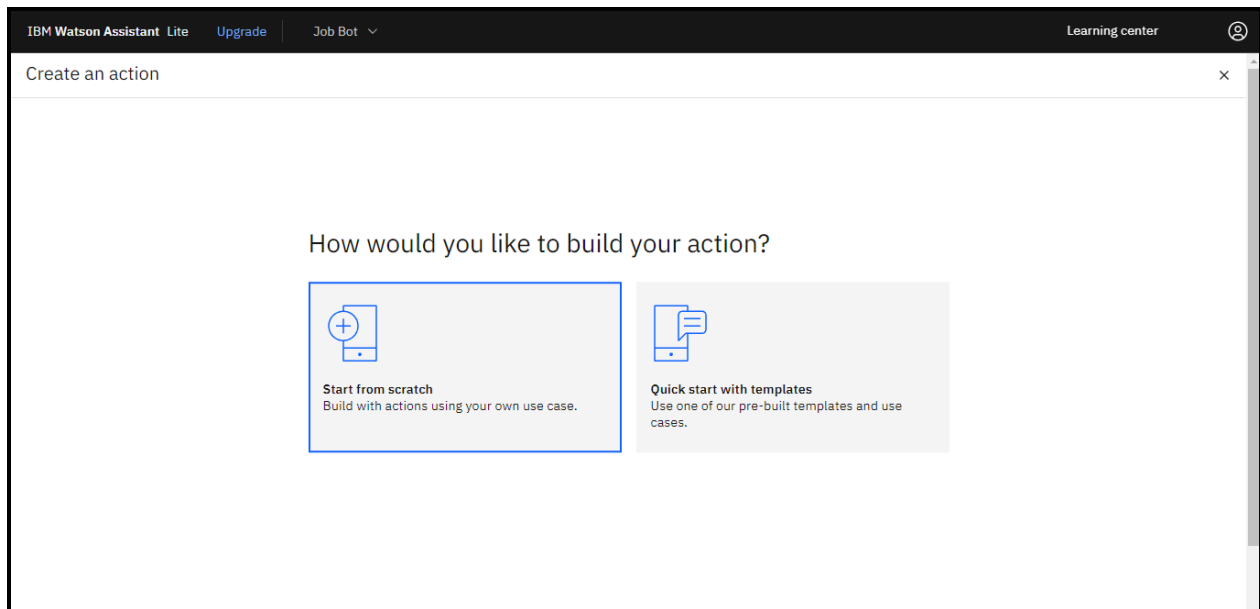 IBM Watson Assistant Lite Upgrade Job Bot Learning center
Create an action
How would you like to build your action?
Start from scratch
Build with actions using your own use case.
Quick start with templates
Use one of our pre-built templates and use
cases.